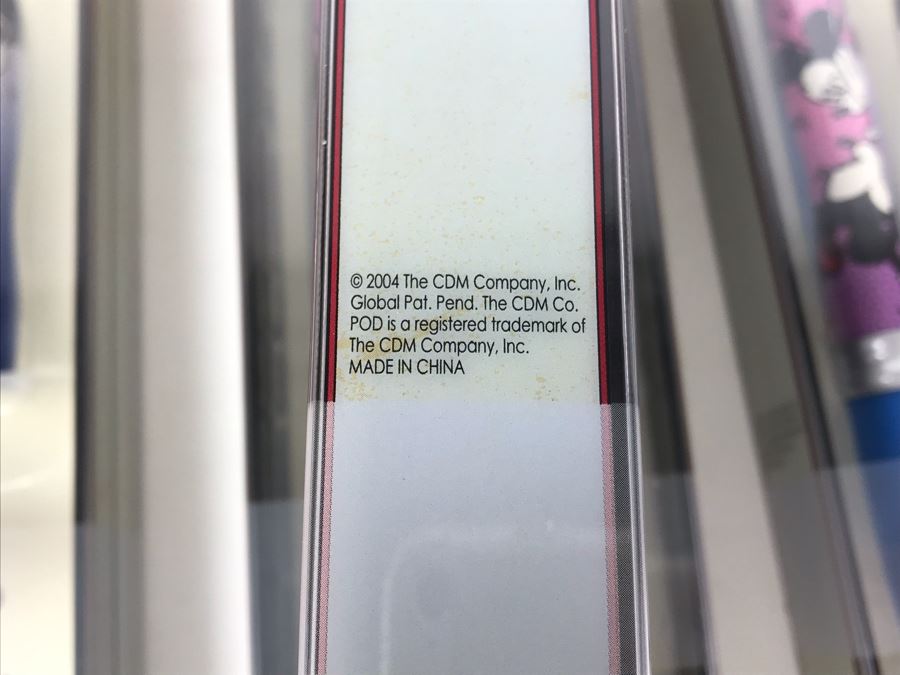 © 2004 The CDM Company, Inc.
Global Pat. Pend. The CDM Co.
POD is a registered trademark of
The CDM Company, Inc.
MADE IN CHINA